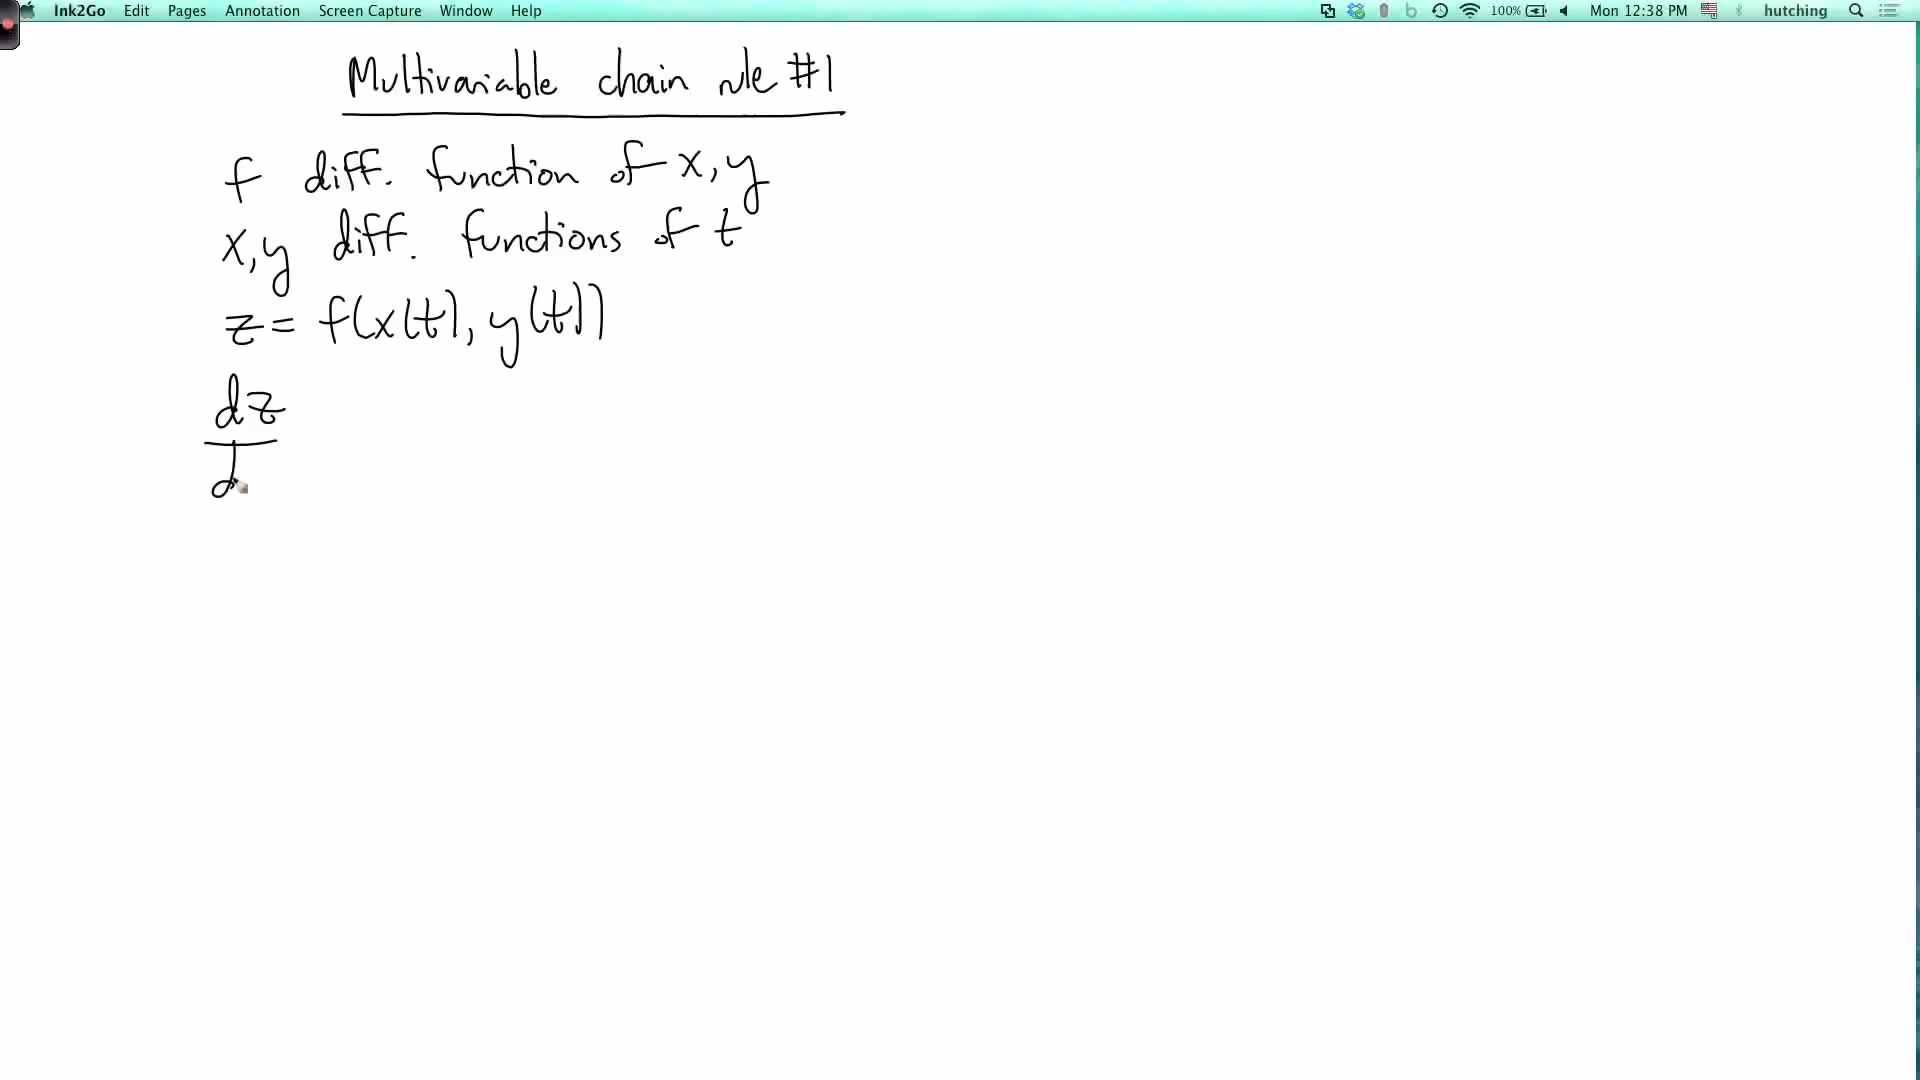 Ink2Go Edit Pages Annotation Screen Capture Window Help 100% Mon 12:38 PM hutching
Multivariable chain rule #1
f diff. function of x, y
x, y diff. functions of t
z = f(x(t), y(t))
dz
d